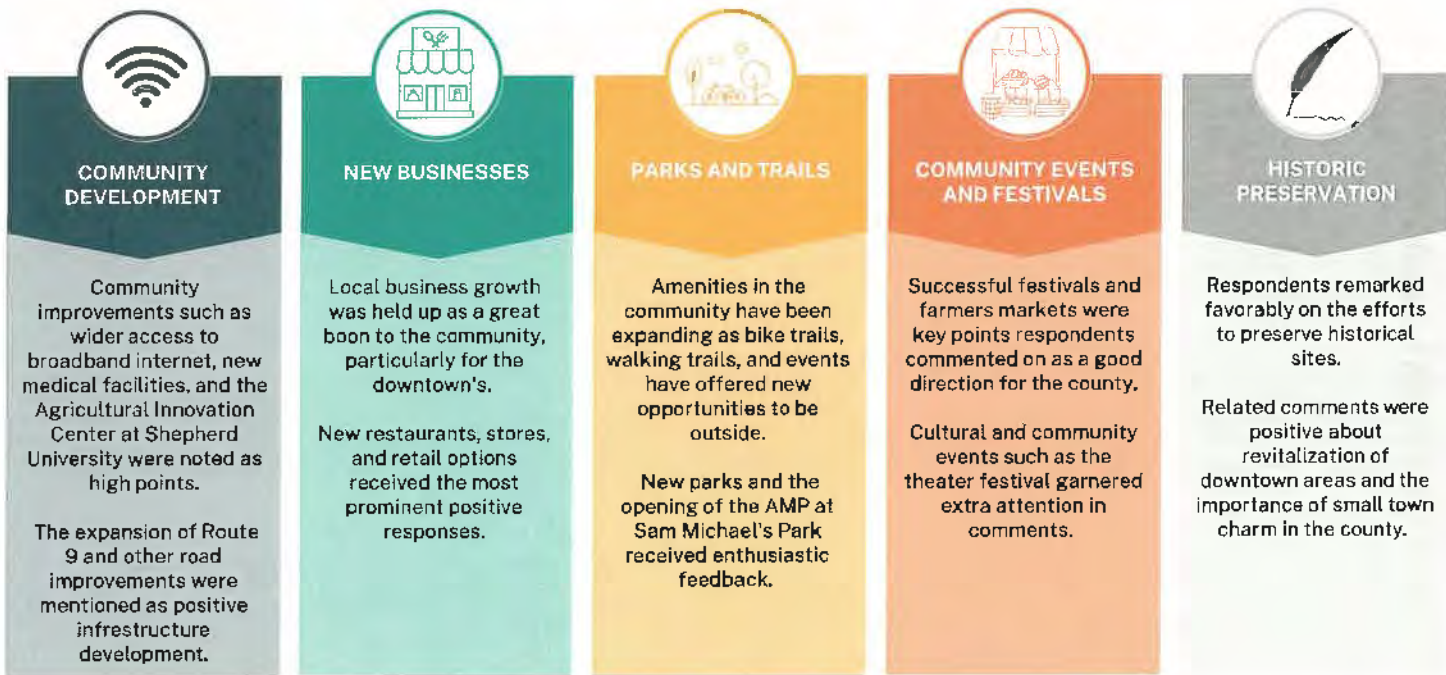 COMMUNITY
DEVELOPMENT
Community
improvements such as
wider access to
broadband internet, new
medical facilities, and the
Agricultural Innovation
Center at Shepherd
University were noted as
high points.
The expansion of Route
9 and other road
improvements were
mentioned as positive
infrestructure
development.
NEW BUSINESSES
Local business growth
was held up as a great
boon to the community,
particularly for the
downtown's.
New restaurants, stores,
and retail options
received the most
prominent positive
responses.
PARKS AND TRAILS
Amenities in the
community have been
expanding as bike trails,
walking trails, and events
have offered new
opportunities to be
outside.
New parks and the
opening of the AMP at
Sam Michael's Park
received enthusiastic
feedback.
COMMUNITY EVENTS
AND FESTIVALS
Successful festivals and
farmers markets were
key points respondents
commented on as a good
direction for the county.
Cultural and community
events such as the
theater festival garnered
extra attention in
comments.
HISTORIC
PRESERVATION
Respondents remarked
favorably on the efforts
to preserve historical
sites.
Related comments were
positive about
revitalization of
downtown areas and the
importance of small town
charm in the county.